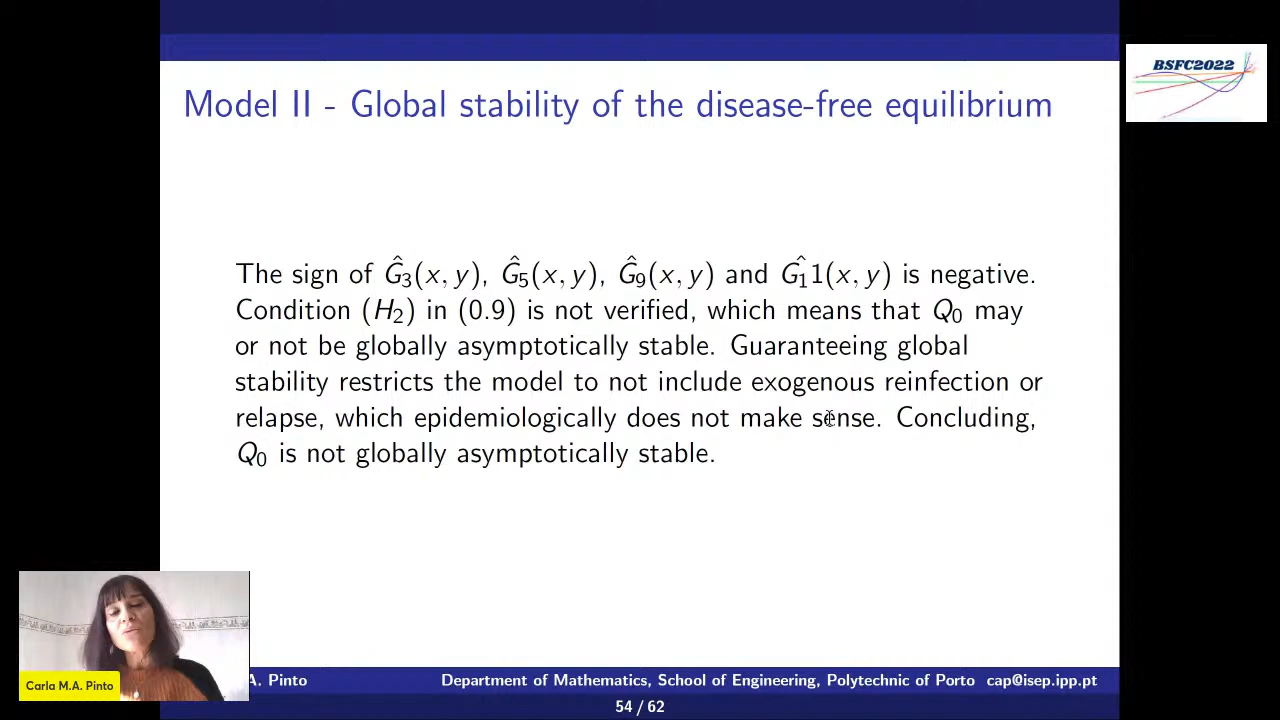 BSFC2022
Model II - Global stability of the disease-free equilibrium
The sign of Ĝ₃(x, y), Ĝ₅(x, y), Ĝ₉(x, y) and Ĝ₁1(x, y) is negative.
Condition (H₂) in (0.9) is not verified, which means that Q₀ may
or not be globally asymptotically stable. Guaranteeing global
stability restricts the model to not include exogenous reinfection or
relapse, which epidemiologically does not make sense. Concluding,
Q₀ is not globally asymptotically stable.
Carla M.A. Pinto
A. Pinto Department of Mathematics, School of Engineering, Polytechnic of Porto cap@isep.ipp.pt
54 / 62